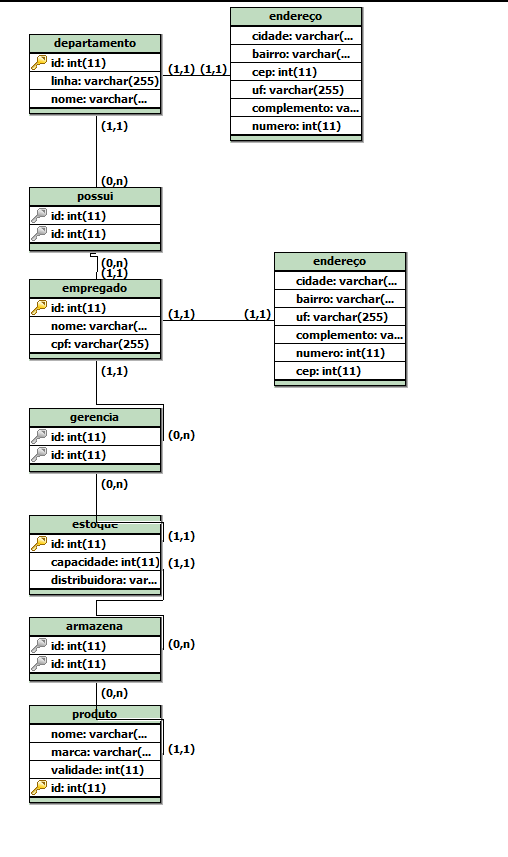 departamento
id: int(11)
linha: varchar(255)
nome: varchar(...
(1,1)
(1,1)
endereço
cidade: varchar(...
bairro: varchar(...
cep: int(11)
uf: varchar(255)
complemento: va...
numero: int(11)
(1,1)
(0,n)
possui
id: int(11)
id: int(11)
(0,n)
(1,1)
empregado
id: int(11)
nome: varchar(...
cpf: varchar(255)
(1,1)
(1,1)
endereço
cidade: varchar(...
bairro: varchar(...
uf: varchar(255)
complemento: va...
numero: int(11)
cep: int(11)
(1,1)
gerencia
id: int(11)
id: int(11)
(0,n)
(0,n)
estoque
id: int(11)
capacidade: int(11)
distribuidora: var...
(1,1)
(1,1)
armazena
id: int(11)
id: int(11)
(0,n)
(0,n)
produto
nome: varchar(...
marca: varchar(...
validade: int(11)
id: int(11)
(1,1)